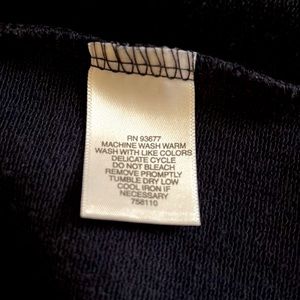 RN 93677
MACHINE WASH WARM
WASH WITH LIKE COLORS
DELICATE CYCLE
DO NOT BLEACH
REMOVE PROMPTLY
TUMBLE DRY LOW
COOL IRON IF
NECESSARY
758110